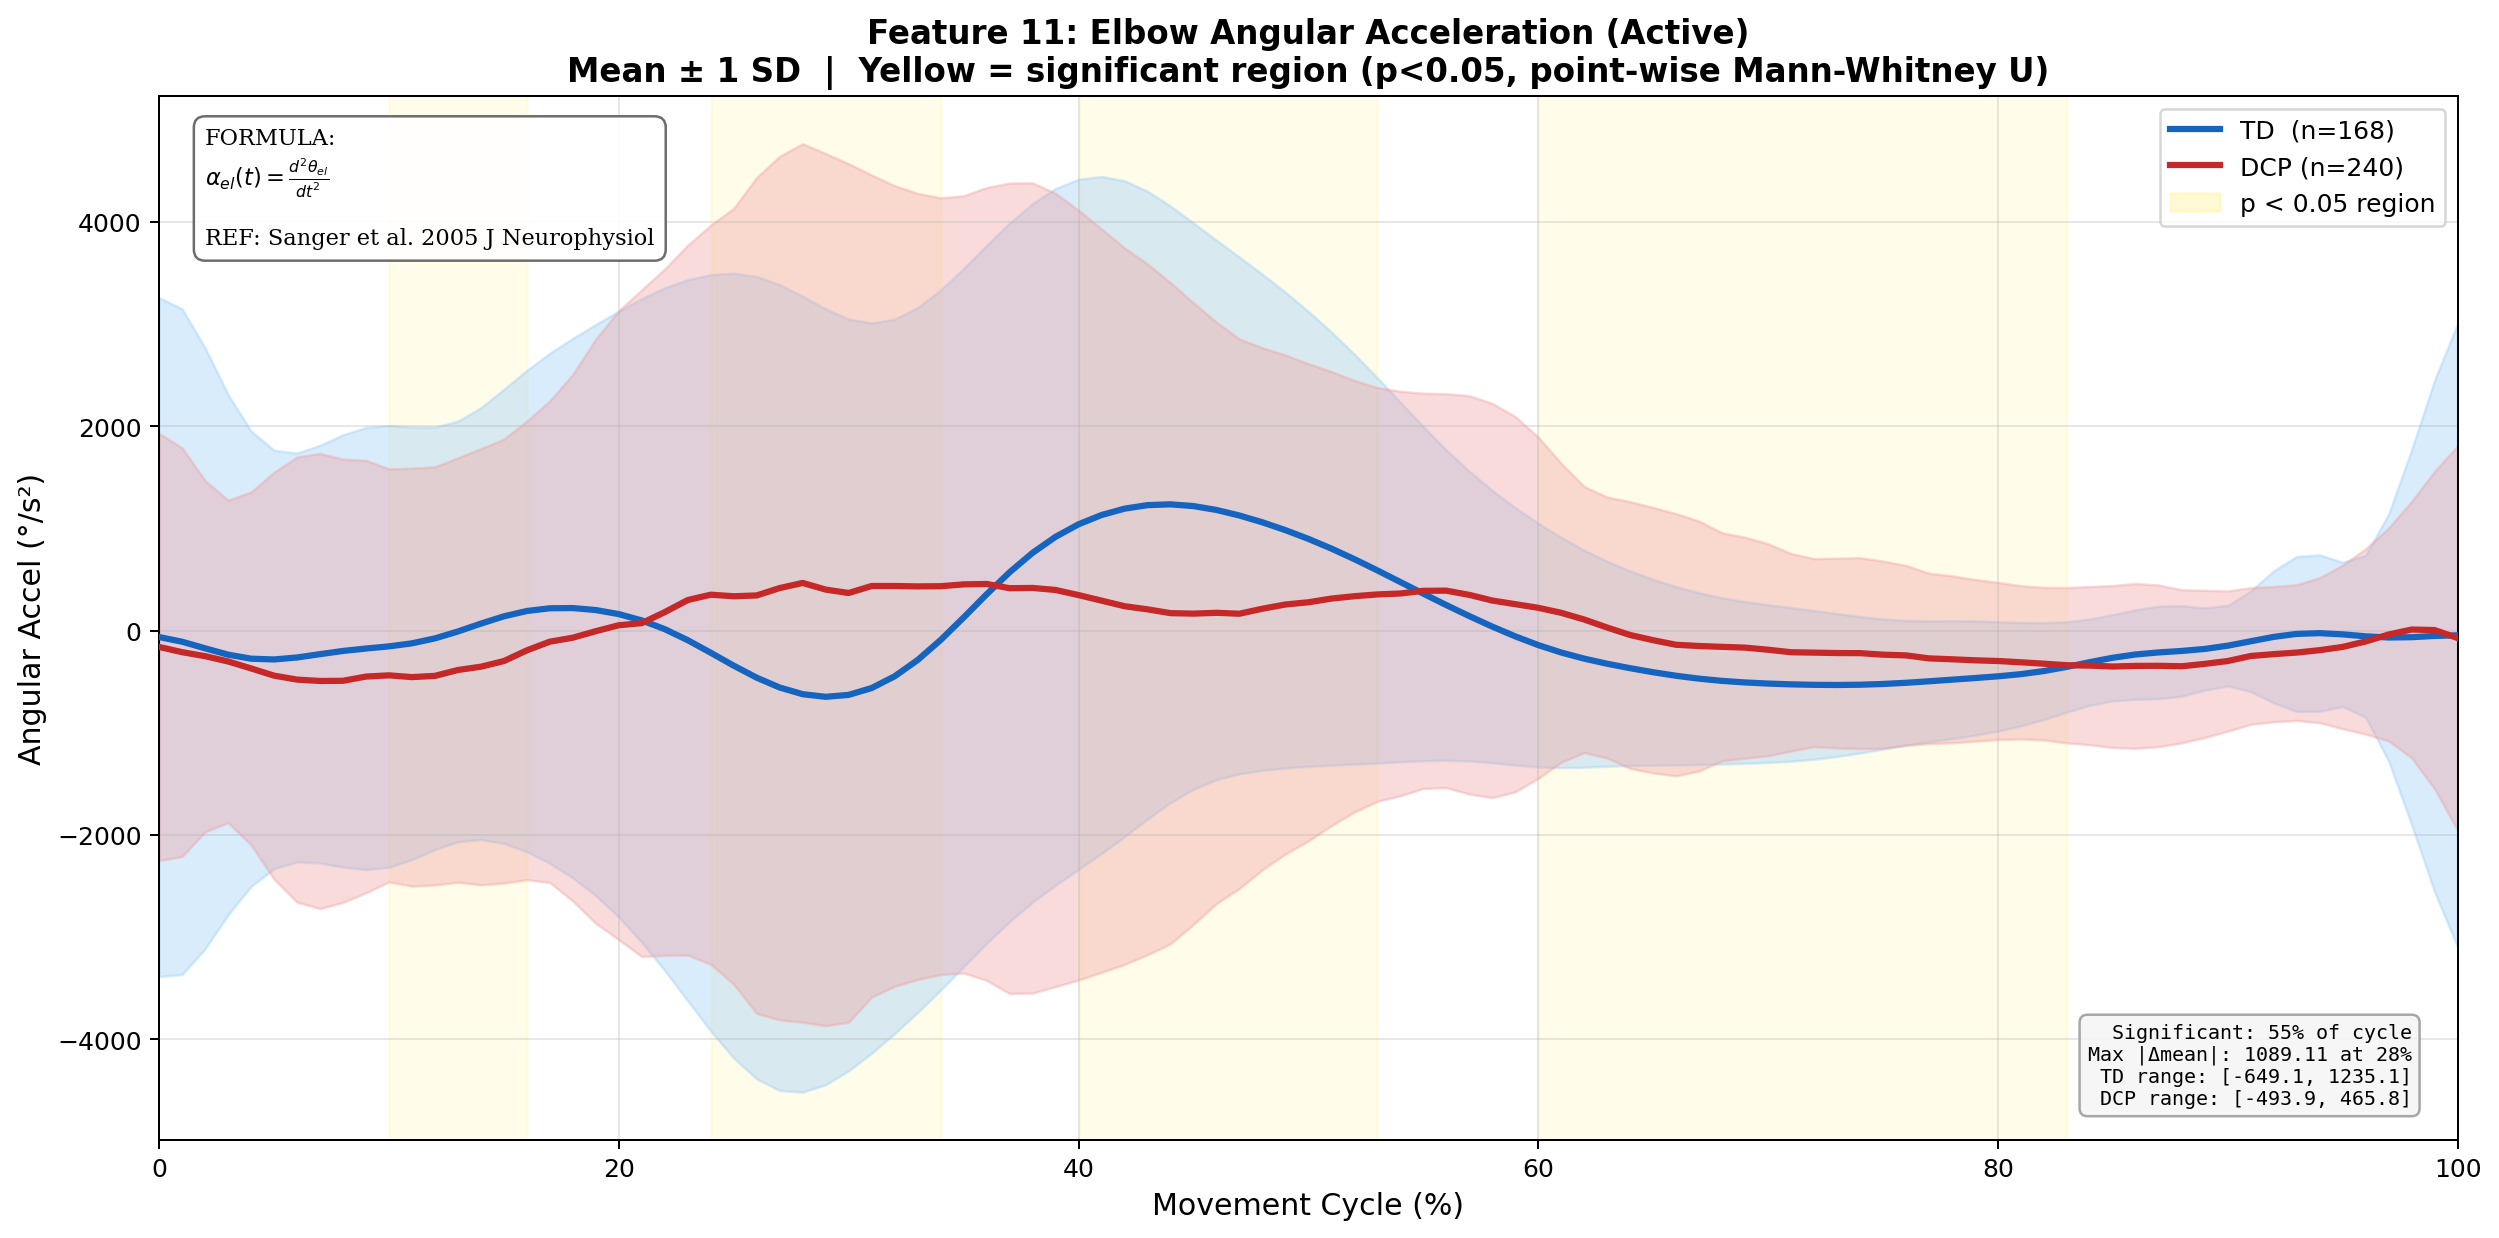 Feature 11: Elbow Angular Acceleration (Active)
Mean ± 1 SD | Yellow = significant region (p<0.05, point-wise Mann-Whitney U)
FORMULA:
α_el(t) = d²θ_el / dt²
REF: Sanger et al. 2005 J Neurophysiol
TD (n=168)
DCP (n=240)
p < 0.05 region
Angular Accel (°/s²)
4000
2000
0
−2000
−4000
Significant: 55% of cycle
Max |Δmean|: 1089.11 at 28%
TD range: [-649.1, 1235.1]
DCP range: [-493.9, 465.8]
0 20 40 60 80 100
Movement Cycle (%)